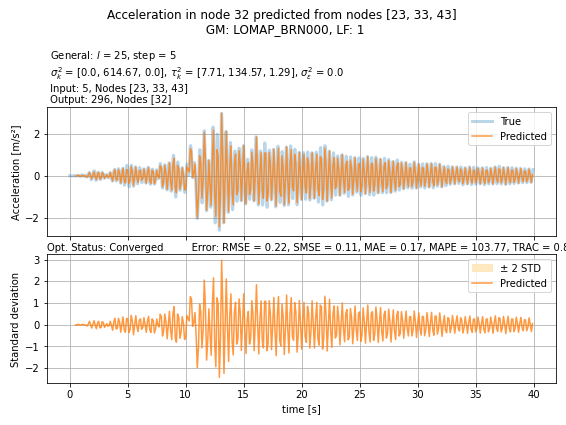 Acceleration in node 32 predicted from nodes [23, 33, 43]
GM: LOMAP_BRN000, LF: 1
General: l = 25, step = 5
σ²ₖ = [0.0, 614.67, 0.0], τ²ₖ = [7.71, 134.57, 1.29], σ²_ε = 0.0
Input: 5, Nodes [23, 33, 43]
Output: 296, Nodes [32]
Acceleration [m/s²]
2
0
−2
True
Predicted
Opt. Status: Converged Error: RMSE = 0.22, SMSE = 0.11, MAE = 0.17, MAPE = 103.77, TRAC = 0.8
Standard deviation
3
2
1
0
−1
−2
± 2 STD
Predicted
0 5 10 15 20 25 30 35 40
time [s]